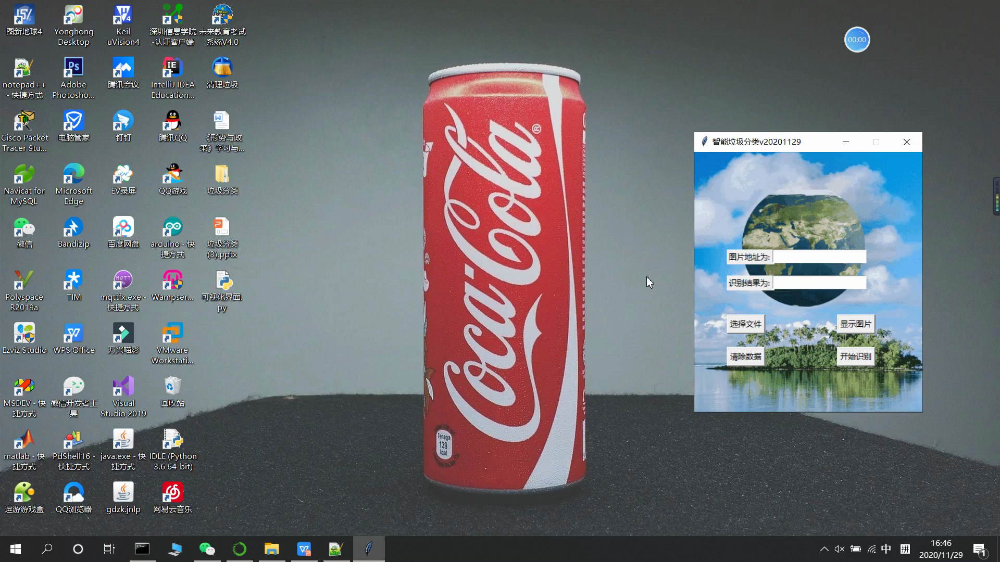 图新地球4
Yonghong
Desktop
Keil
uVision4
深圳信息学院
-认证客户端
未来教育考试
系统V4.0
notepad++
- 快捷方式
Adobe
Photosho...
腾讯会议
IntelliJ IDEA
Education...
清理垃圾
Cisco Packet
Tracer Stu...
电脑管家
钉钉
腾讯QQ
《形势与政
策》学习与...
Navicat for
MySQL
Microsoft
Edge
EV录屏
QQ游戏
垃圾分类
微信
Bandizip
百度网盘
arduino - 快
捷方式
垃圾分类
(3).pptx
Polyspace
R2019a
TIM
mqttfx.exe -
快捷方式
Wampser...
可视化界面.
py
Ezviz Studio
WPS Office
万兴喵影
VMware
Workstati...
MSDEV - 快
捷方式
微信开发者工
具
Visual
Studio 2019
回收站
matlab - 快
捷方式
PdShell16 -
快捷方式
java.exe - 快
捷方式
IDLE (Python
3.6 64-bit)
逗游游戏盒
QQ浏览器
gdzk.jnlp
网易云音乐
Coca-Cola
®
Tenaga
139
kcal
00:00
智能垃圾分类v20201129
图片地址为:
识别结果为:
选择文件
显示图片
清除数据
开始识别
中
拼
16:46
2020/11/29
1